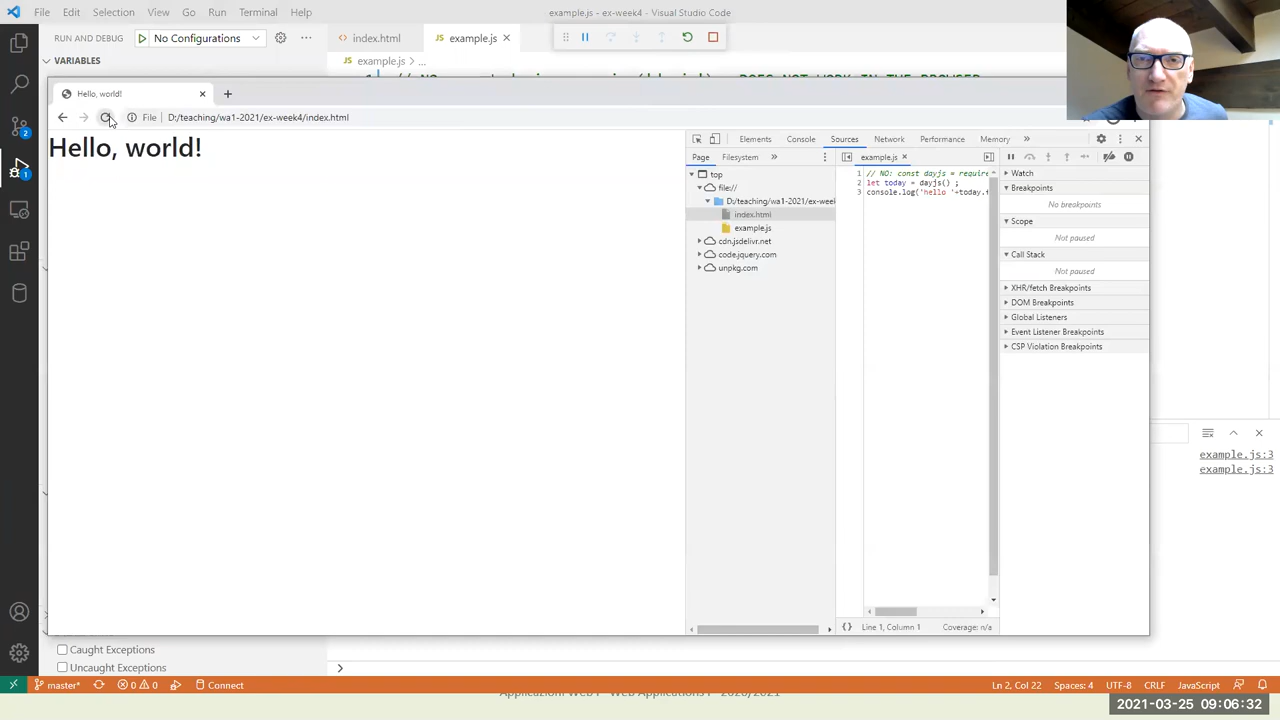 File Edit Selection View Go Run Terminal Help
example.js - ex-week4 - Visual Studio Code
RUN AND DEBUG No Configurations
index.html
example.js
VARIABLES
example.js > ...
Hello, world!
File D:/teaching/wa1-2021/ex-week4/index.html
Hello, world!
Elements Console Sources Network Performance Memory
Page Filesystem
example.js
top
file://
D:/teaching/wa1-2021/ex-week
index.html
example.js
cdn.jsdelivr.net
code.jquery.com
unpkg.com
1 // NO: const dayjs = require
2 let today = dayjs() ;
3 console.log('hello '+today.f
Line 1, Column 1 Coverage: n/a
Watch
Breakpoints
No breakpoints
Scope
Not paused
Call Stack
Not paused
XHR/fetch Breakpoints
DOM Breakpoints
Global Listeners
Event Listener Breakpoints
CSP Violation Breakpoints
example.js:3
example.js:3
Caught Exceptions
Uncaught Exceptions
master* 0 0 Connect
Ln 2, Col 22 Spaces: 4 UTF-8 CRLF JavaScript
2021-03-25 09:06:32